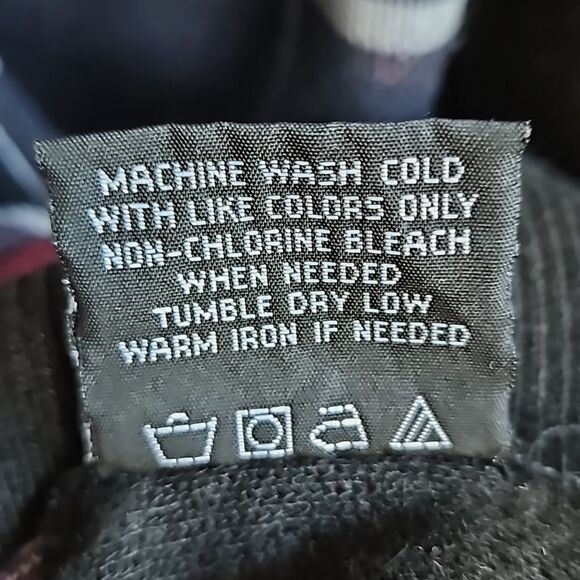 MACHINE WASH COLD
WITH LIKE COLORS ONLY
NON-CHLORINE BLEACH
WHEN NEEDED
TUMBLE DRY LOW
WARM IRON IF NEEDED